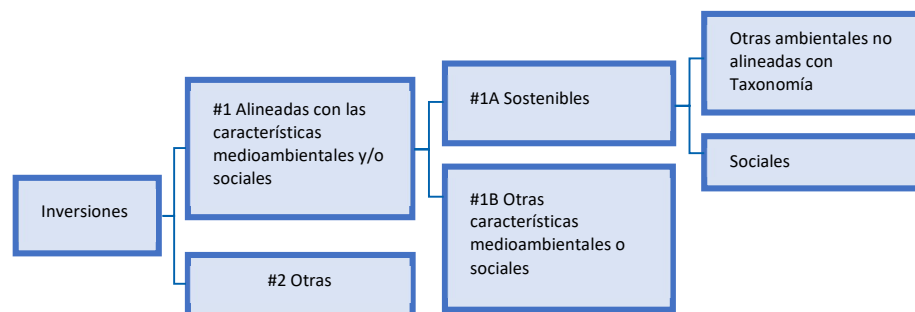 Inversiones
#1 Alineadas con las
características
medioambientales y/o
sociales
#2 Otras
#1A Sostenibles
#1B Otras
características
medioambientales o
sociales
Otras ambientales no
alineadas con
Taxonomía
Sociales